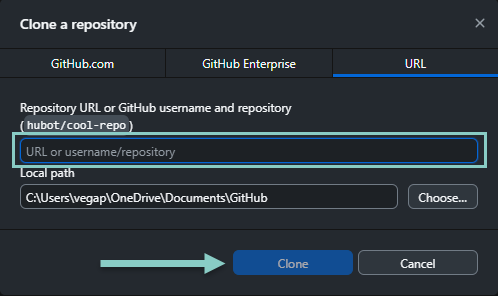 Clone a repository
GitHub.com
GitHub Enterprise
URL
Repository URL or GitHub username and repository
(hubot/cool-repo)
URL or username/repository
Local path
C:\Users\vegap\OneDrive\Documents\GitHub
Choose...
Clone
Cancel